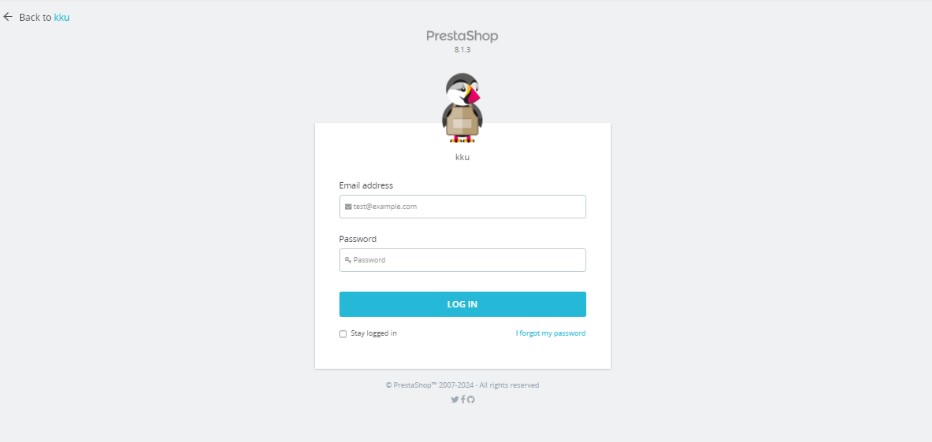 Back to kku
PrestaShop
8.1.3
kku
Email address
test@example.com
Password
Password
LOG IN
Stay logged in
I forgot my password
© PrestaShop™ 2007-2024 - All rights reserved